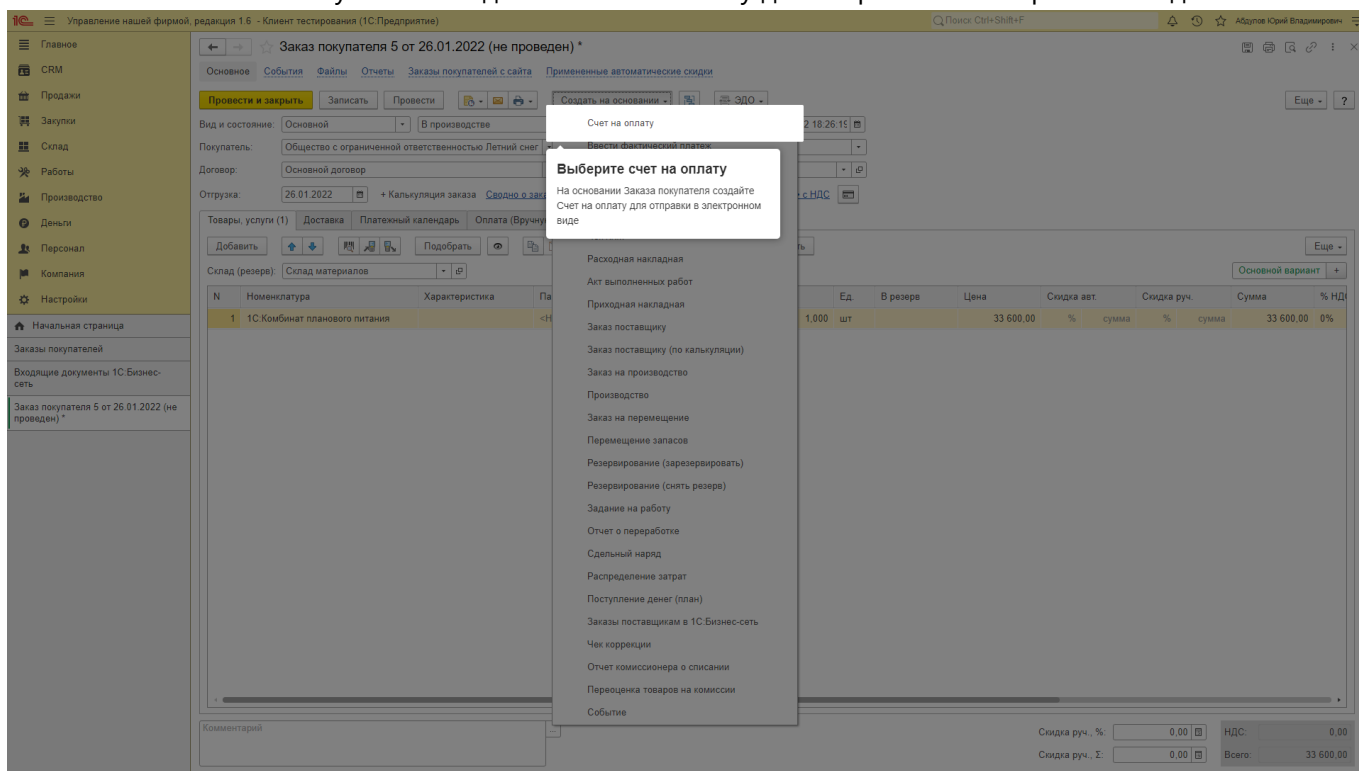 Управление нашей фирмой, редакция 1.6 - Клиент тестирования (1С:Предприятие)
Поиск Ctrl+Shift+F
Абдулов Юрий Владимирович
Главное
CRM
Продажи
Закупки
Склад
Работы
Производство
Деньги
Персонал
Компания
Настройки
Начальная страница
Заказы покупателей
Входящие документы 1С:Бизнес-
сеть
Заказ покупателя 5 от 26.01.2022 (не
проведен) *
Заказ покупателя 5 от 26.01.2022 (не проведен) *
Основное События Файлы Отчеты Заказы покупателей с сайта Примененные автоматические скидки
Провести и закрыть Записать Провести Создать на основании ЭДО Еще ?
Вид и состояние: Основной В производстве
Покупатель: Общество с ограниченной ответственностью Летний снег
Договор: Основной договор
Отгрузка: 26.01.2022 + Калькуляция заказа Сводно о зака
2 18:26:19
е с НДС
Товары, услуги (1) Доставка Платежный календарь Оплата (Вручну
Добавить Подобрать Еще
Склад (резерв): Склад материалов Основной вариант +
N Номенклатура Характеристика Па Ед. В резерв Цена Скидка авт. Скидка руч. Сумма % НД
1 1С:Комбинат планового питания <Н 1,000 шт 33 600,00 % сумма % сумма 33 600,00 0%
Счет на оплату
Ввести фактический платеж
Выберите счет на оплату
На основании Заказа покупателя создайте
Счет на оплату для отправки в электронном
виде
Расходная накладная
Акт выполненных работ
Приходная накладная
Заказ поставщику
Заказ поставщику (по калькуляции)
Заказ на производство
Производство
Заказ на перемещение
Перемещение запасов
Резервирование (зарезервировать)
Резервирование (снять резерв)
Задание на работу
Отчет о переработке
Сдельный наряд
Распределение затрат
Поступление денег (план)
Заказы поставщикам в 1С:Бизнес-сеть
Чек коррекции
Отчет комиссионера о списании
Переоценка товаров на комиссии
Событие
Комментарий
Скидка руч., %: 0,00 НДС: 0.00
Скидка руч., Σ: 0,00 Всего: 33 600,00